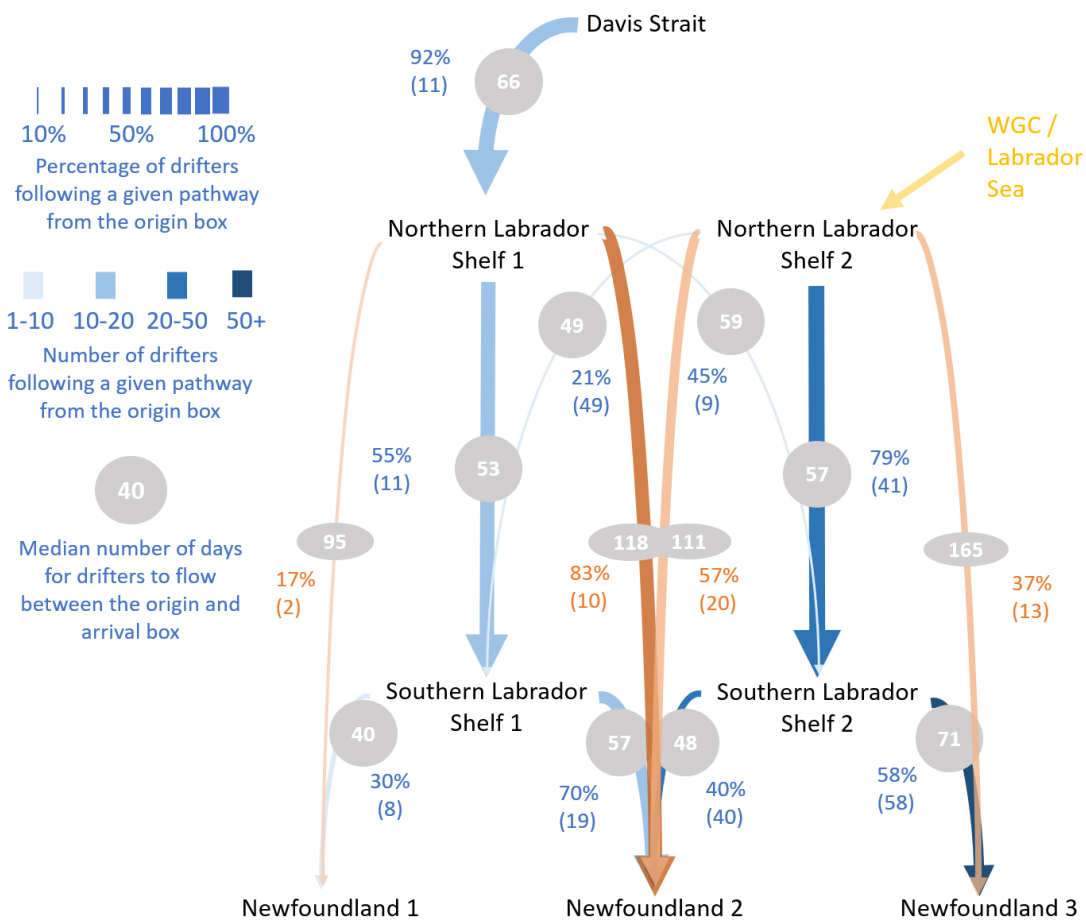 Davis Strait
92%
(11)
66
10% 50% 100%
Percentage of drifters
following a given pathway
from the origin box
WGC /
Labrador
Sea
Northern Labrador
Shelf 1
Northern Labrador
Shelf 2
1-10 10-20 20-50 50+
Number of drifters
following a given pathway
from the origin box
49
59
21%
(49)
45%
(9)
55%
(11)
53
57
79%
(41)
40
Median number of days
for drifters to flow
between the origin and
arrival box
95
17%
(2)
118
111
83%
(10)
57%
(20)
165
37%
(13)
Southern Labrador
Shelf 1
Southern Labrador
Shelf 2
40
30%
(8)
57
48
70%
(19)
40%
(40)
71
58%
(58)
Newfoundland 1
Newfoundland 2
Newfoundland 3